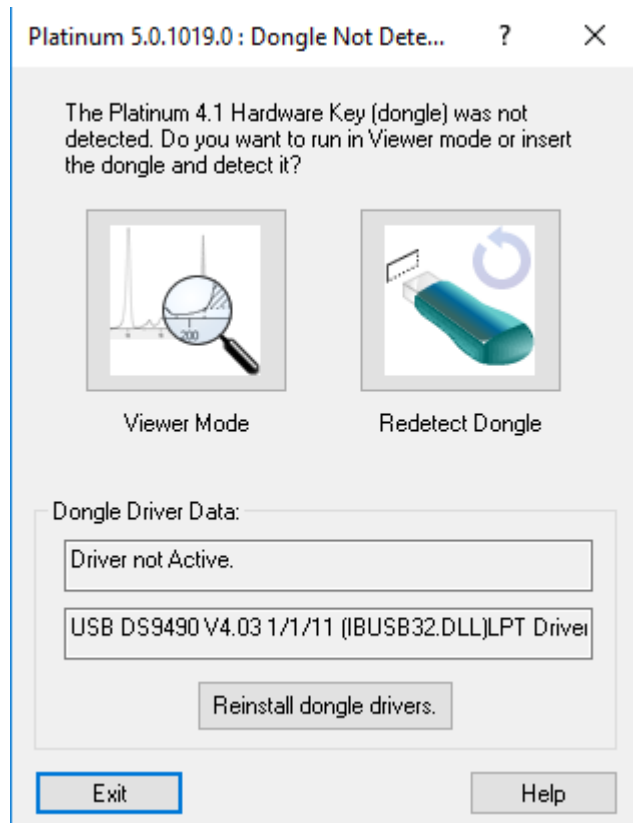 Platinum 5.0.1019.0 : Dongle Not Dete... ? ×
The Platinum 4.1 Hardware Key (dongle) was not
detected. Do you want to run in Viewer mode or insert
the dongle and detect it?
200
Viewer Mode Redetect Dongle
Dongle Driver Data:
Driver not Active.
USB DS9490 V4.03 1/1/11 (IBUSB32.DLL)LPT Driver
Reinstall dongle drivers.
Exit Help